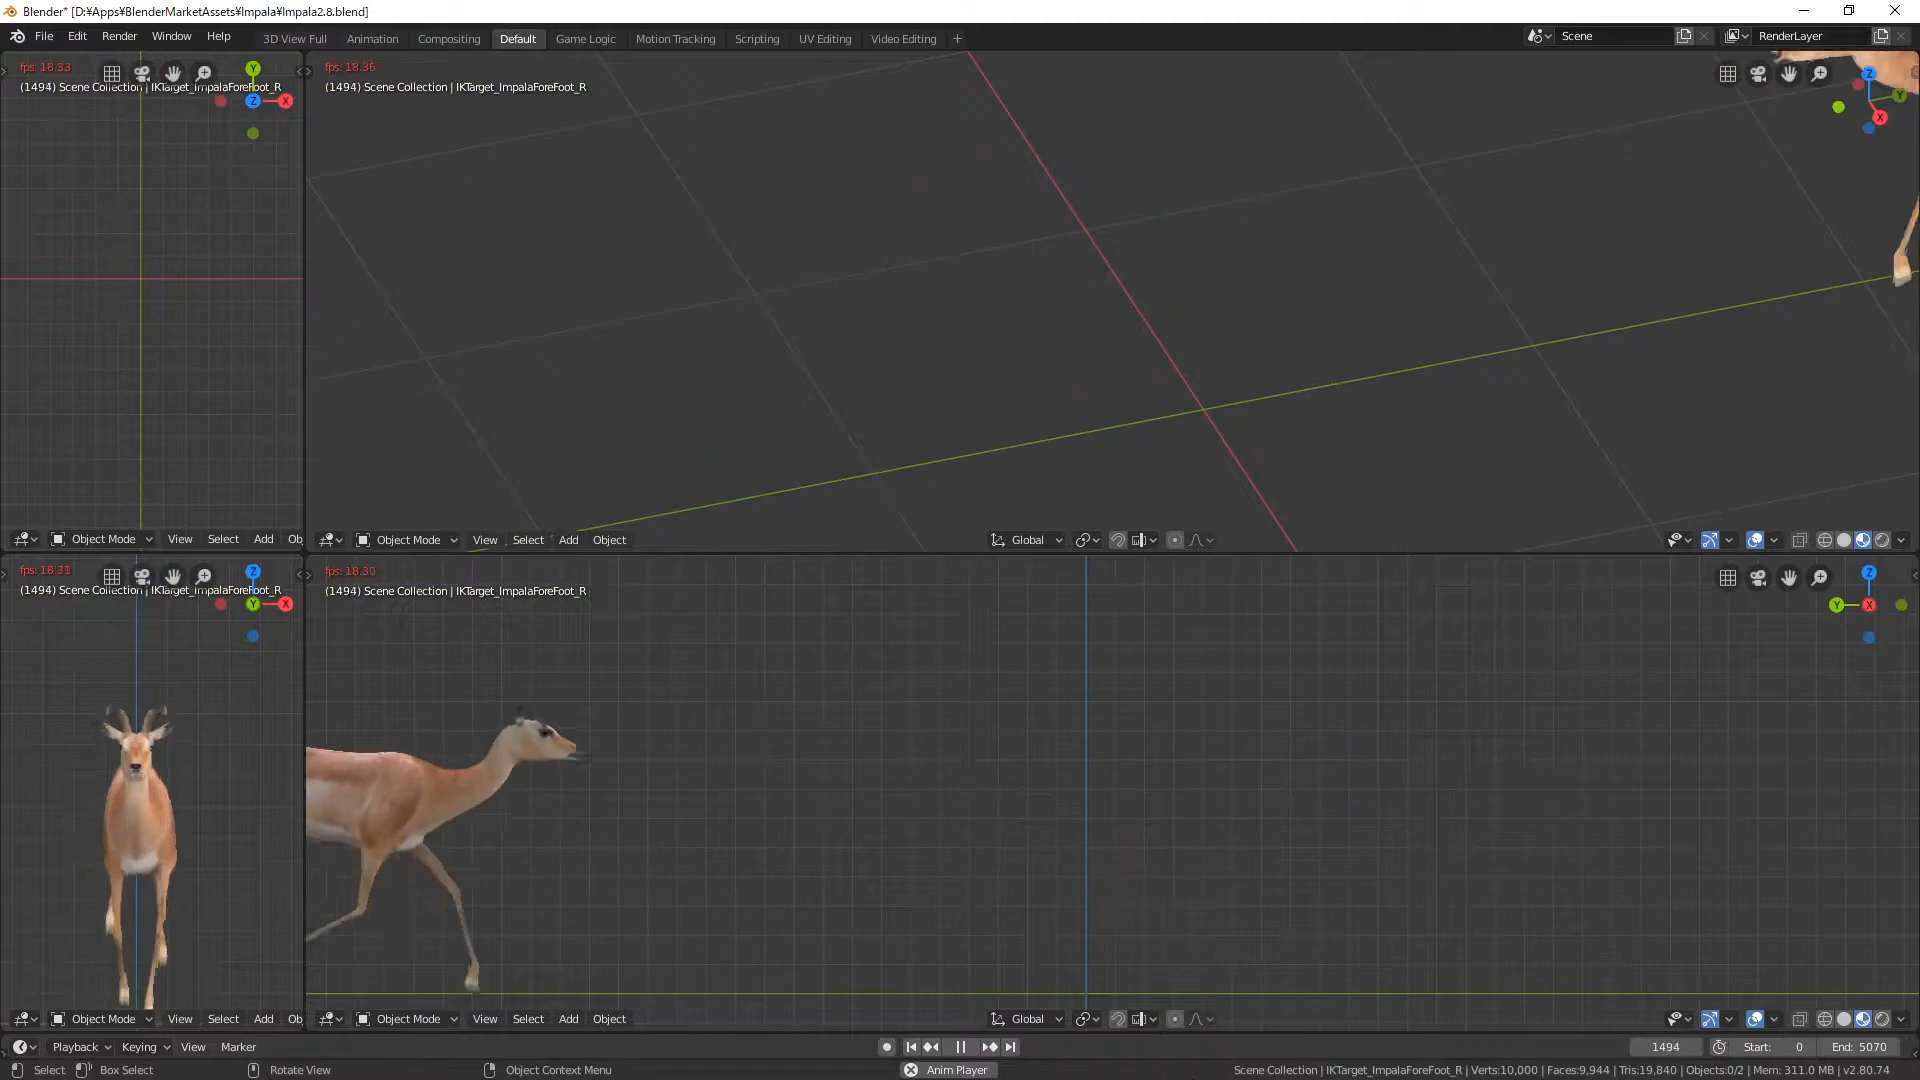 Blender* [D:¥Apps¥BlenderMarketAssets¥Impala¥Impala2.8.blend]
File Edit Render Window Help 3D View Full Animation Compositing Default Game Logic Motion Tracking Scripting UV Editing Video Editing + Scene RenderLayer
fps: 18.33
(1494) Scene Collection | IKTarget_ImpalaForeFoot_R
Y
Z X
fps: 18.36
(1494) Scene Collection | IKTarget_ImpalaForeFoot_R
Z
Y
X
Object Mode View Select Add Ob
Object Mode View Select Add Object Global
fps: 18.31
(1494) Scene Collection | IKTarget_ImpalaForeFoot_R
Z
Y X
fps: 18.30
(1494) Scene Collection | IKTarget_ImpalaForeFoot_R
Z
Y X
Object Mode View Select Add Ob
Object Mode View Select Add Object Global
Playback Keying View Marker 1494 Start: 0 End: 5070
Select Box Select Rotate View Object Context Menu Anim Player Scene Collection | IKTarget_ImpalaForeFoot_R | Verts:10,000 | Faces:9,944 | Tris:19,840 | Objects:0/2 | Mem: 311.0 MB | v2.80.74